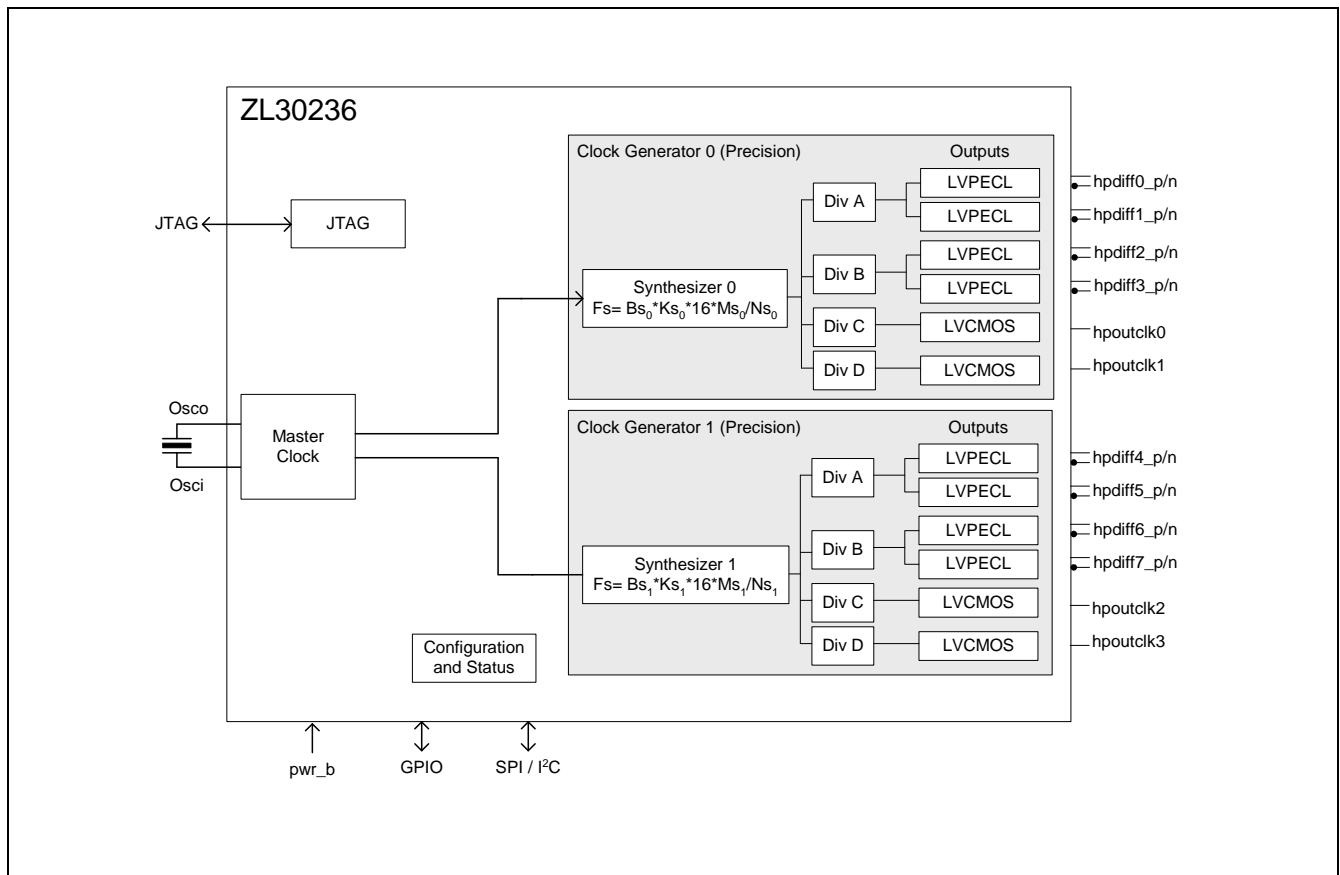 ZL30236
JTAG
JTAG
Osco
Osci
Master
Clock
Clock Generator 0 (Precision)
Outputs
Synthesizer 0
Fs= Bs₀*Ks₀*16*Ms₀/Ns₀
Div A
Div B
Div C
Div D
LVPECL
LVPECL
LVPECL
LVPECL
LVCMOS
LVCMOS
hpdiff0_p/n
hpdiff1_p/n
hpdiff2_p/n
hpdiff3_p/n
hpoutclk0
hpoutclk1
Clock Generator 1 (Precision)
Outputs
Synthesizer 1
Fs= Bs₁*Ks₁*16*Ms₁/Ns₁
Div A
Div B
Div C
Div D
LVPECL
LVPECL
LVPECL
LVPECL
LVCMOS
LVCMOS
hpdiff4_p/n
hpdiff5_p/n
hpdiff6_p/n
hpdiff7_p/n
hpoutclk2
hpoutclk3
Configuration
and Status
pwr_b
GPIO
SPI / I²C